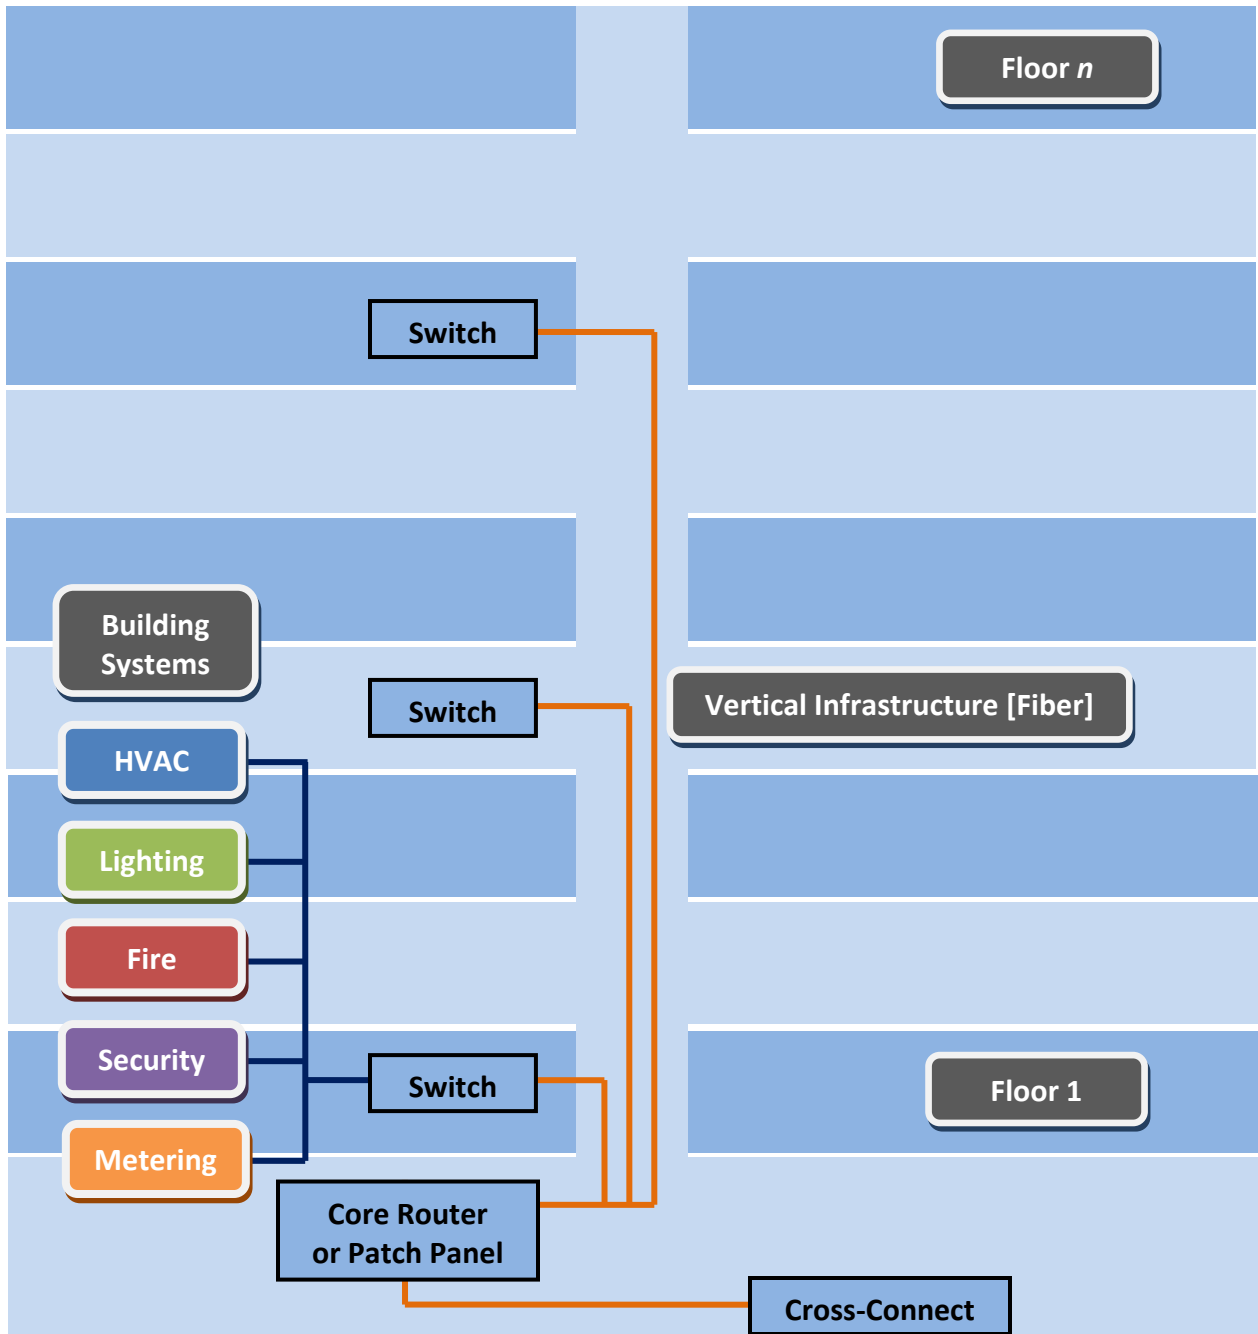 Floor n
Switch
Building
Systems
Switch
Vertical Infrastructure [Fiber]
HVAC
Lighting
Fire
Security
Switch
Floor 1
Metering
Core Router
or Patch Panel
Cross-Connect